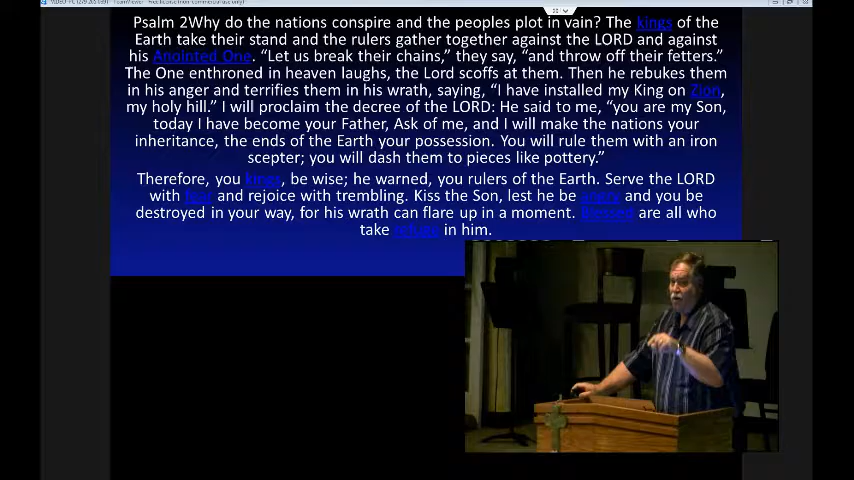 Psalm 2Why do the nations conspire and the peoples plot in vain? The kings of the
Earth take their stand and the rulers gather together against the LORD and against
his Anointed One. “Let us break their chains,” they say, “and throw off their fetters.”
The One enthroned in heaven laughs, the Lord scoffs at them. Then he rebukes them
in his anger and terrifies them in his wrath, saying, “I have installed my King on Zion,
my holy hill.” I will proclaim the decree of the LORD: He said to me, “you are my Son,
today I have become your Father, Ask of me, and I will make the nations your
inheritance, the ends of the Earth your possession. You will rule them with an iron
scepter; you will dash them to pieces like pottery.”
Therefore, you kings, be wise; he warned, you rulers of the Earth. Serve the LORD
with fear and rejoice with trembling. Kiss the Son, lest he be angry and you be
destroyed in your way, for his wrath can flare up in a moment. Blessed are all who
take refuge in him.